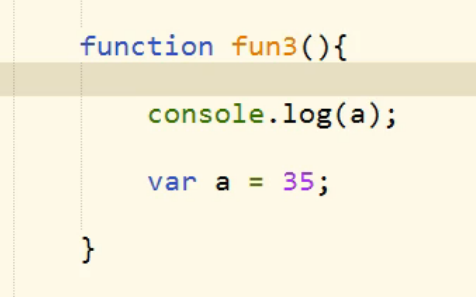 function fun3(){
console.log(a);
var a = 35;
}